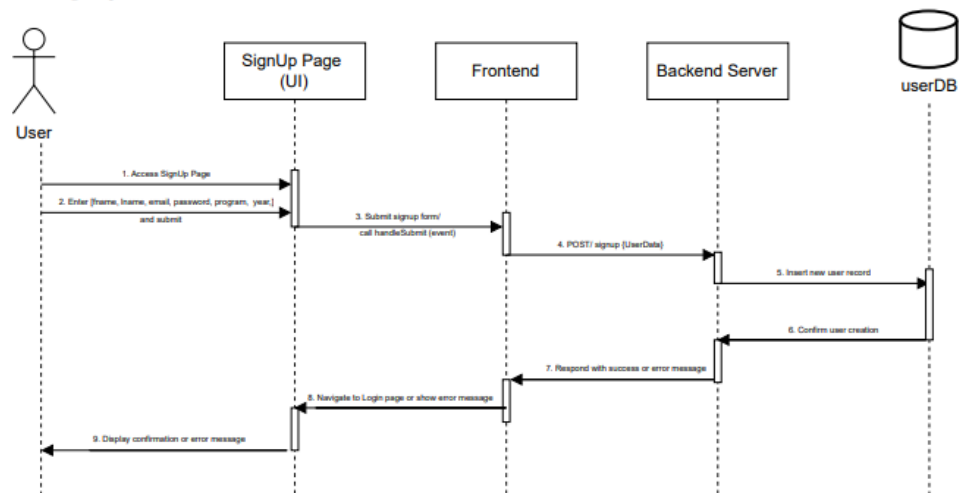 SignUp Page
(UI)
Frontend
Backend Server
userDB
User
1. Access SignUp Page
2. Enter [fname, lname, email, password, program, year,]
and submit
3. Submit signup form/
call handleSubmit (event)
4. POST/ signup {UserData}
5. Insert new user record
6. Confirm user creation
7. Respond with success or error message
8. Navigate to Login page or show error message
9. Display confirmation or error message